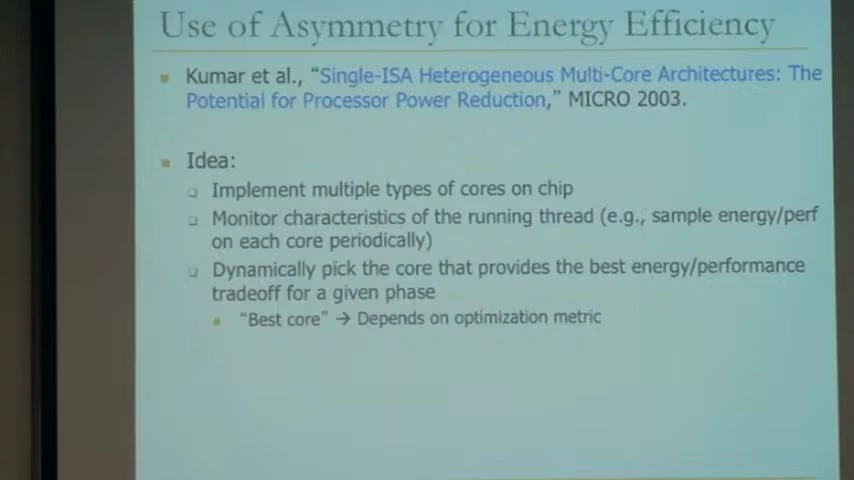 Use of Asymmetry for Energy Efficiency
Kumar et al., “Single-ISA Heterogeneous Multi-Core Architectures: The
Potential for Processor Power Reduction,” MICRO 2003.
Idea:
Implement multiple types of cores on chip
Monitor characteristics of the running thread (e.g., sample energy/perf
on each core periodically)
Dynamically pick the core that provides the best energy/performance
tradeoff for a given phase
“Best core” → Depends on optimization metric